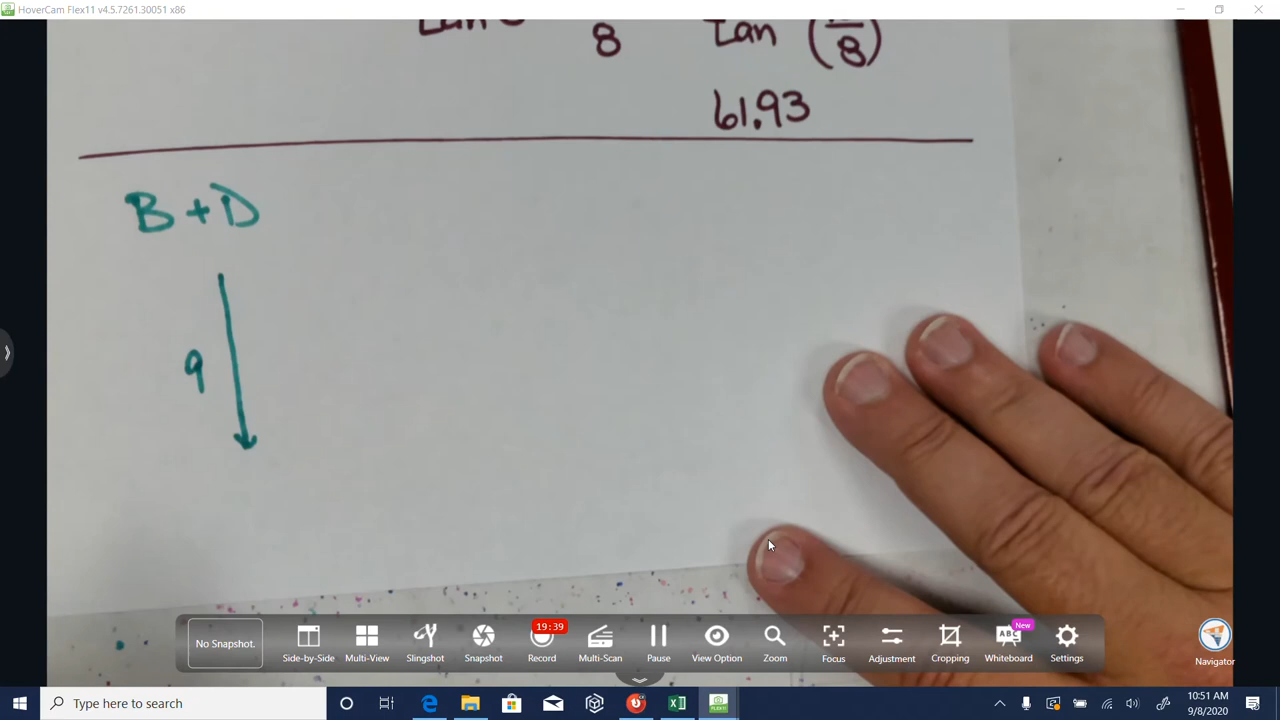 HoverCam Flex11 v4.5.7261.30051 x86
8
Tan
8
61.93
B + D
9
19:39
New
No Snapshot.
Side-by-Side
Multi-View
Slingshot
Snapshot
Record
Multi-Scan
Pause
View Option
Zoom
Focus
Adjustment
Cropping
ABC
Whiteboard
Settings
Navigator
Type here to search
FLEX11
10:51 AM
9/8/2020